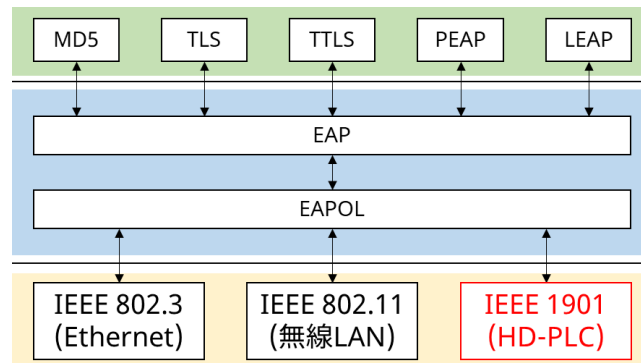 MD5
TLS
TTLS
PEAP
LEAP
EAP
EAPOL
IEEE 802.3
(Ethernet)
IEEE 802.11
(無線LAN)
IEEE 1901
(HD-PLC)